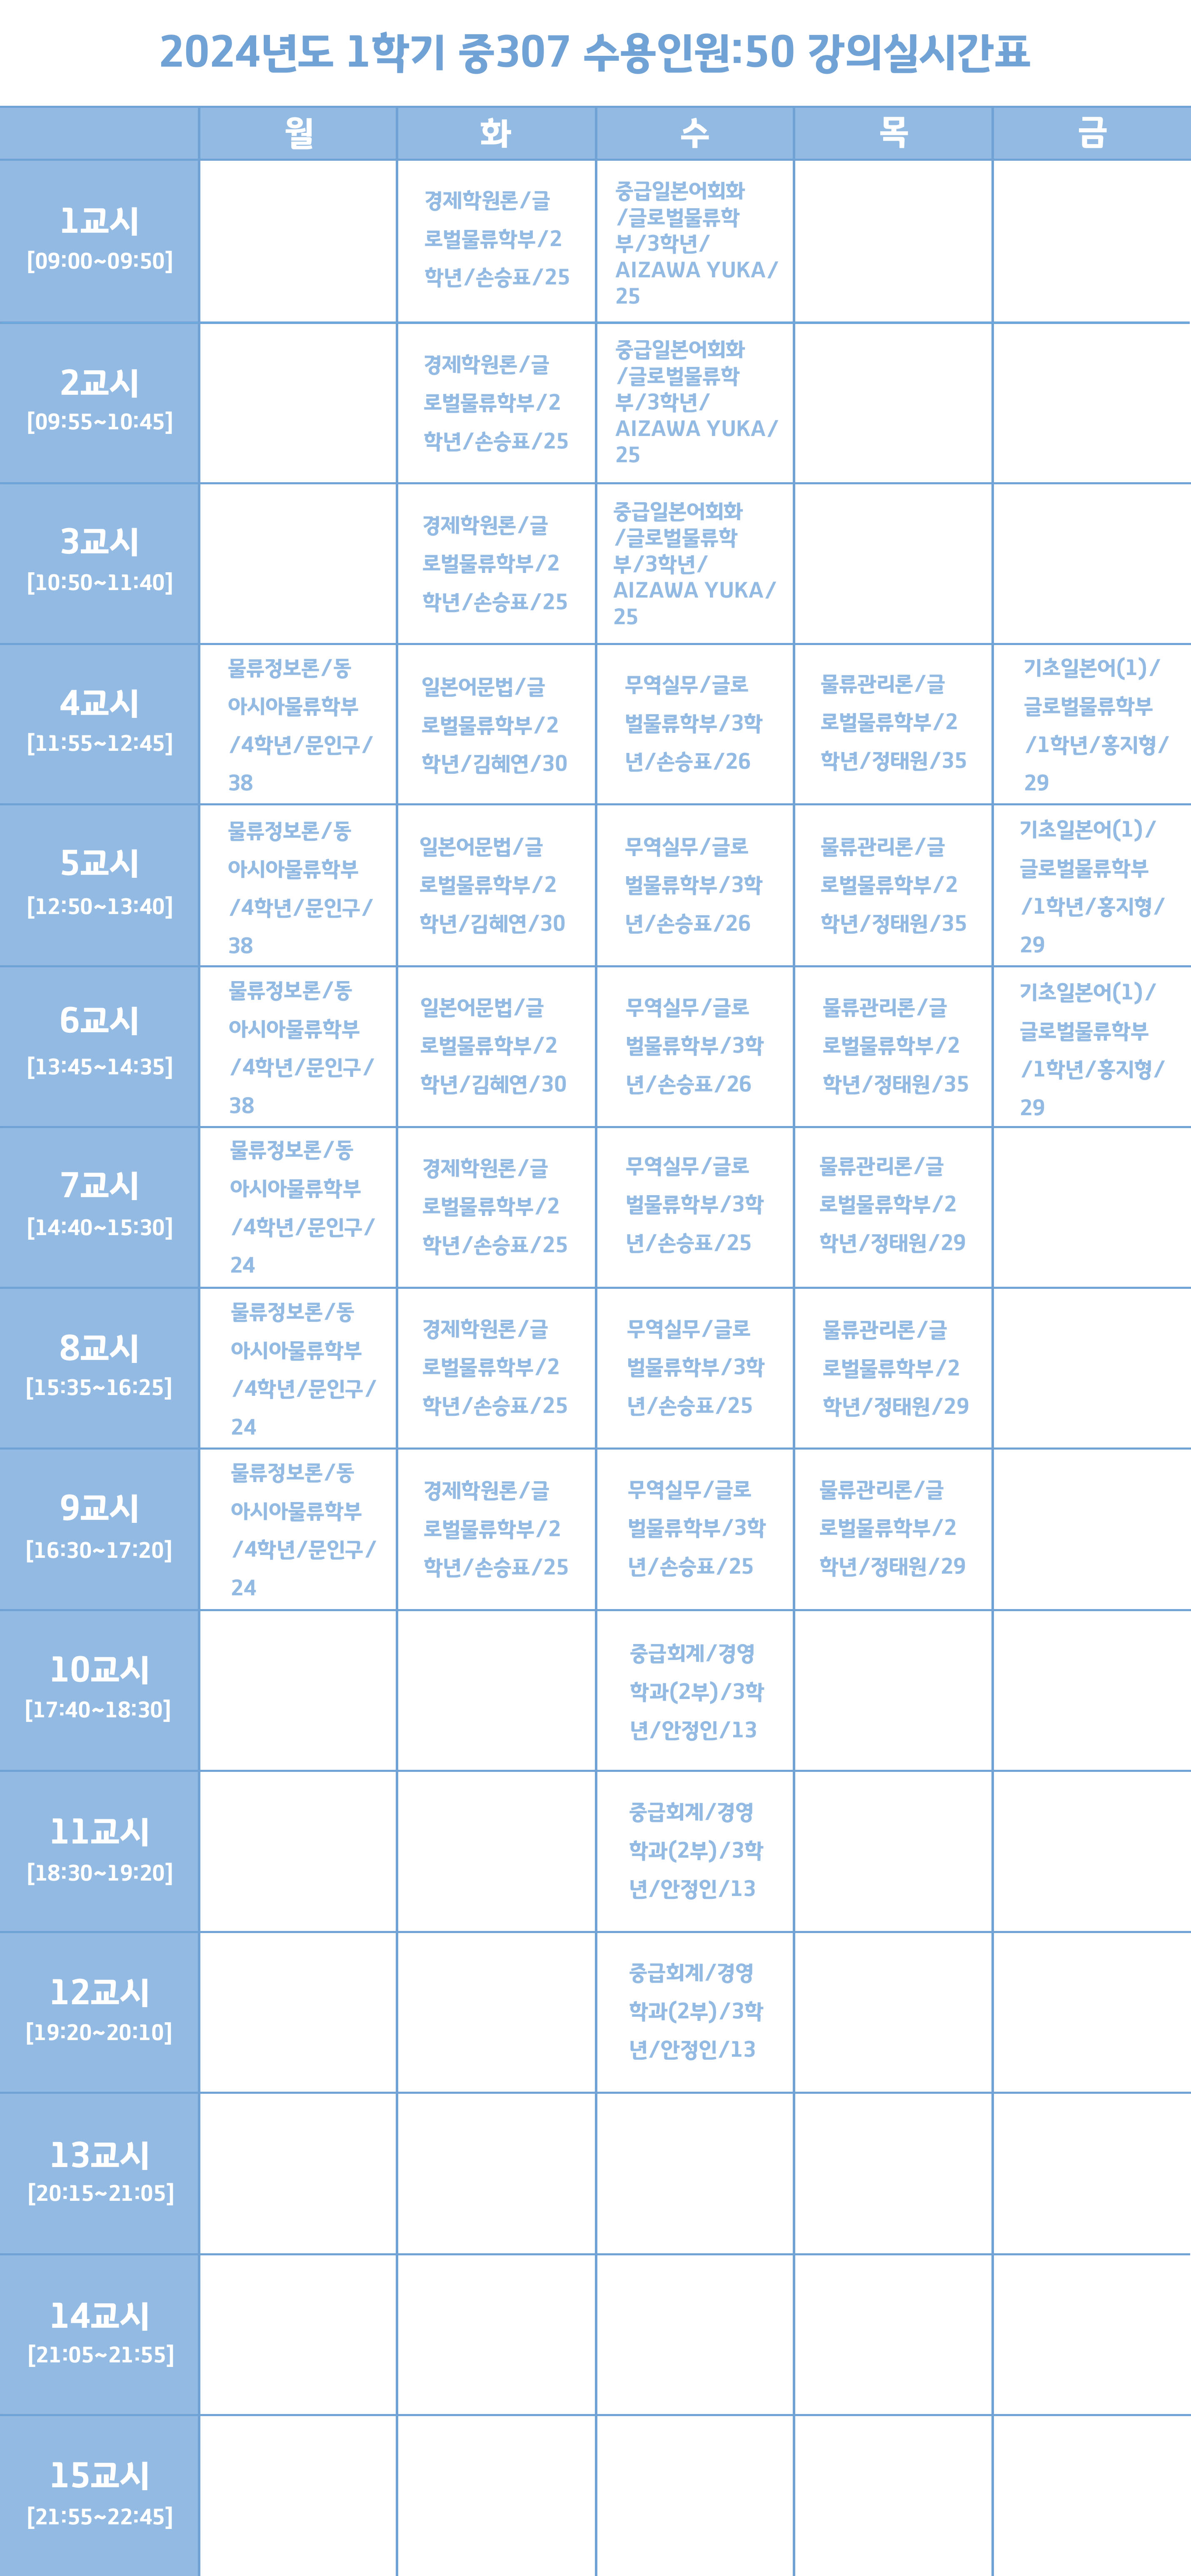 2024년도 1학기 중307 수용인원:50 강의실시간표
월
화
수
목
금
1교시
[09:00~09:50]
경제학원론/글
로벌물류학부/2
학년/손승표/25
중급일본어회화
/글로벌물류학
부/3학년/
AIZAWA YUKA/
25
2교시
[09:55~10:45]
경제학원론/글
로벌물류학부/2
학년/손승표/25
중급일본어회화
/글로벌물류학
부/3학년/
AIZAWA YUKA/
25
3교시
[10:50~11:40]
경제학원론/글
로벌물류학부/2
학년/손승표/25
중급일본어회화
/글로벌물류학
부/3학년/
AIZAWA YUKA/
25
4교시
[11:55~12:45]
물류정보론/동
아시아물류학부
/4학년/문인구/
38
일본어문법/글
로벌물류학부/2
학년/김혜연/30
무역실무/글로
벌물류학부/3학
년/손승표/26
물류관리론/글
로벌물류학부/2
학년/정태원/35
기초일본어(1)/
글로벌물류학부
/1학년/홍지형/
29
5교시
[12:50~13:40]
물류정보론/동
아시아물류학부
/4학년/문인구/
38
일본어문법/글
로벌물류학부/2
학년/김혜연/30
무역실무/글로
벌물류학부/3학
년/손승표/26
물류관리론/글
로벌물류학부/2
학년/정태원/35
기초일본어(1)/
글로벌물류학부
/1학년/홍지형/
29
6교시
[13:45~14:35]
물류정보론/동
아시아물류학부
/4학년/문인구/
38
일본어문법/글
로벌물류학부/2
학년/김혜연/30
무역실무/글로
벌물류학부/3학
년/손승표/26
물류관리론/글
로벌물류학부/2
학년/정태원/35
기초일본어(1)/
글로벌물류학부
/1학년/홍지형/
29
7교시
[14:40~15:30]
물류정보론/동
아시아물류학부
/4학년/문인구/
24
경제학원론/글
로벌물류학부/2
학년/손승표/25
무역실무/글로
벌물류학부/3학
년/손승표/25
물류관리론/글
로벌물류학부/2
학년/정태원/29
8교시
[15:35~16:25]
물류정보론/동
아시아물류학부
/4학년/문인구/
24
경제학원론/글
로벌물류학부/2
학년/손승표/25
무역실무/글로
벌물류학부/3학
년/손승표/25
물류관리론/글
로벌물류학부/2
학년/정태원/29
9교시
[16:30~17:20]
물류정보론/동
아시아물류학부
/4학년/문인구/
24
경제학원론/글
로벌물류학부/2
학년/손승표/25
무역실무/글로
벌물류학부/3학
년/손승표/25
물류관리론/글
로벌물류학부/2
학년/정태원/29
10교시
[17:40~18:30]
중급회계/경영
학과(2부)/3학
년/안정인/13
11교시
[18:30~19:20]
중급회계/경영
학과(2부)/3학
년/안정인/13
12교시
[19:20~20:10]
중급회계/경영
학과(2부)/3학
년/안정인/13
13교시
[20:15~21:05]
14교시
[21:05~21:55]
15교시
[21:55~22:45]